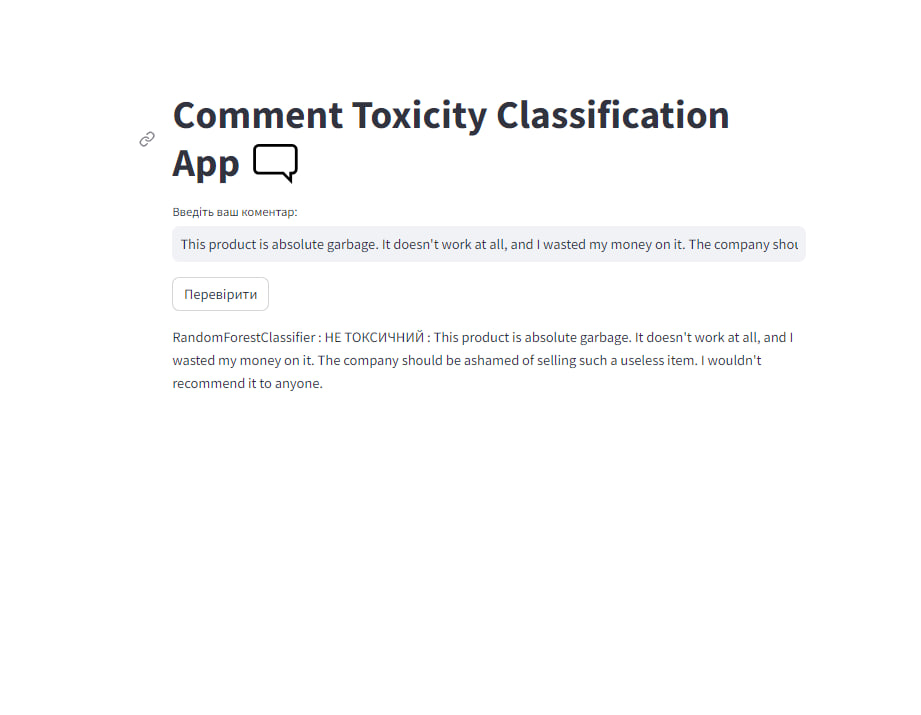 Comment Toxicity Classification
App
Введіть ваш коментар:
This product is absolute garbage. It doesn't work at all, and I wasted my money on it. The company shou
Перевірити
RandomForestClassifier : НЕ ТОКСИЧНИЙ : This product is absolute garbage. It doesn't work at all, and I
wasted my money on it. The company should be ashamed of selling such a useless item. I wouldn't
recommend it to anyone.